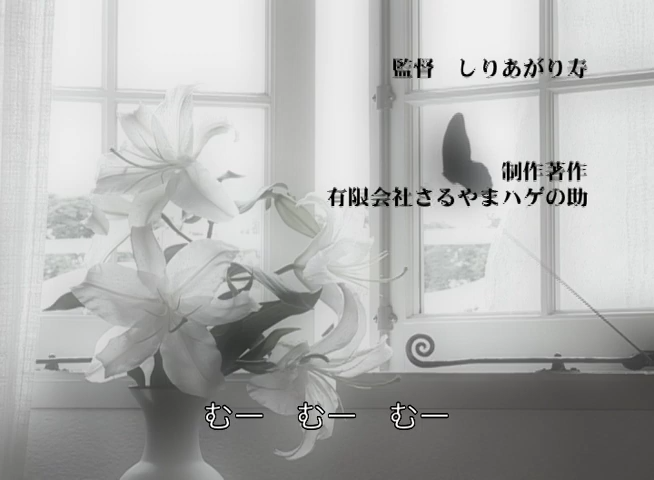 監督　しりあがり寿
制作著作
有限会社さるやまハゲの助
むー　むー　むー